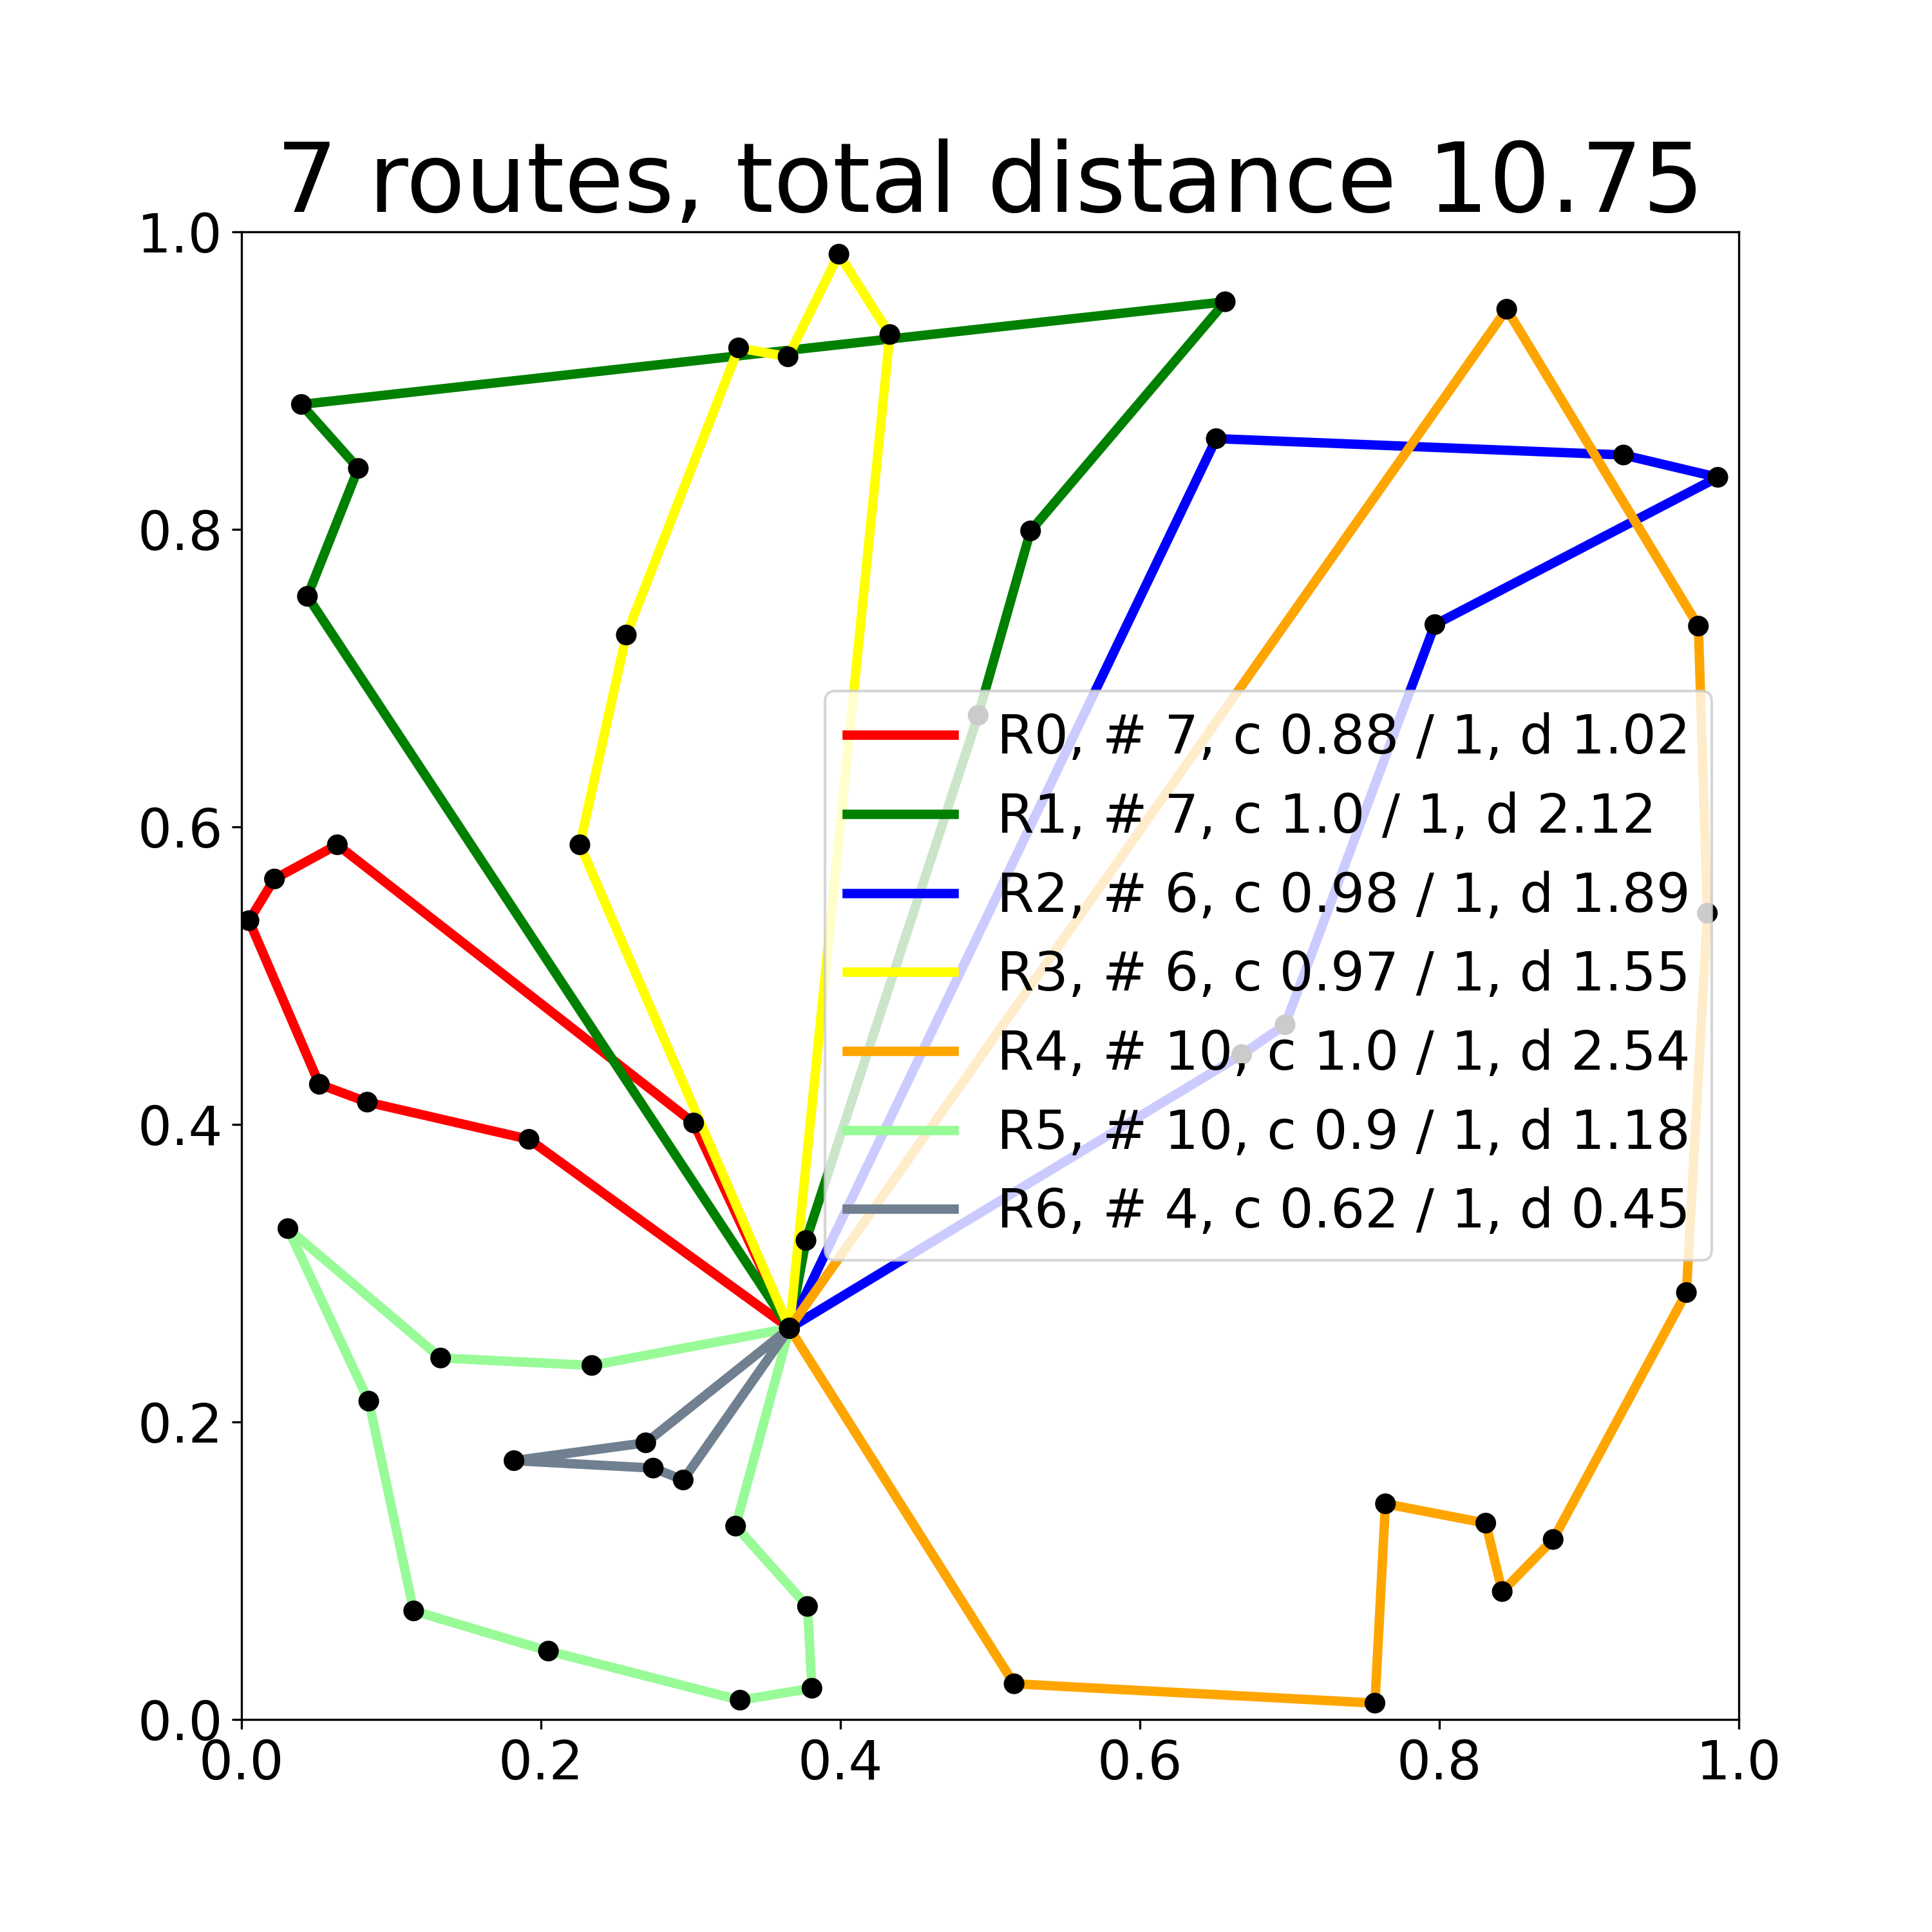 7 routes, total distance 10.75
1.0
0.8
0.6
0.4
0.2
0.0
R0, # 7, c 0.88 / 1, d 1.02
R1, # 7, c 1.0 / 1, d 2.12
R2, # 6, c 0.98 / 1, d 1.89
R3, # 6, c 0.97 / 1, d 1.55
R4, # 10, c 1.0 / 1, d 2.54
R5, # 10, c 0.9 / 1, d 1.18
R6, # 4, c 0.62 / 1, d 0.45
0.0 0.2 0.4 0.6 0.8 1.0